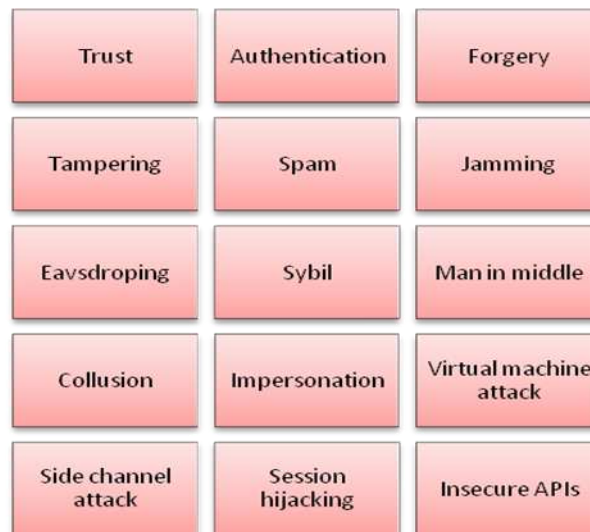 Trust
Authentication
Forgery
Tampering
Spam
Jamming
Eavsdroping
Sybil
Man in middle
Collusion
Impersonation
Virtual machine
attack
Side channel
attack
Session
hijacking
Insecure APIs